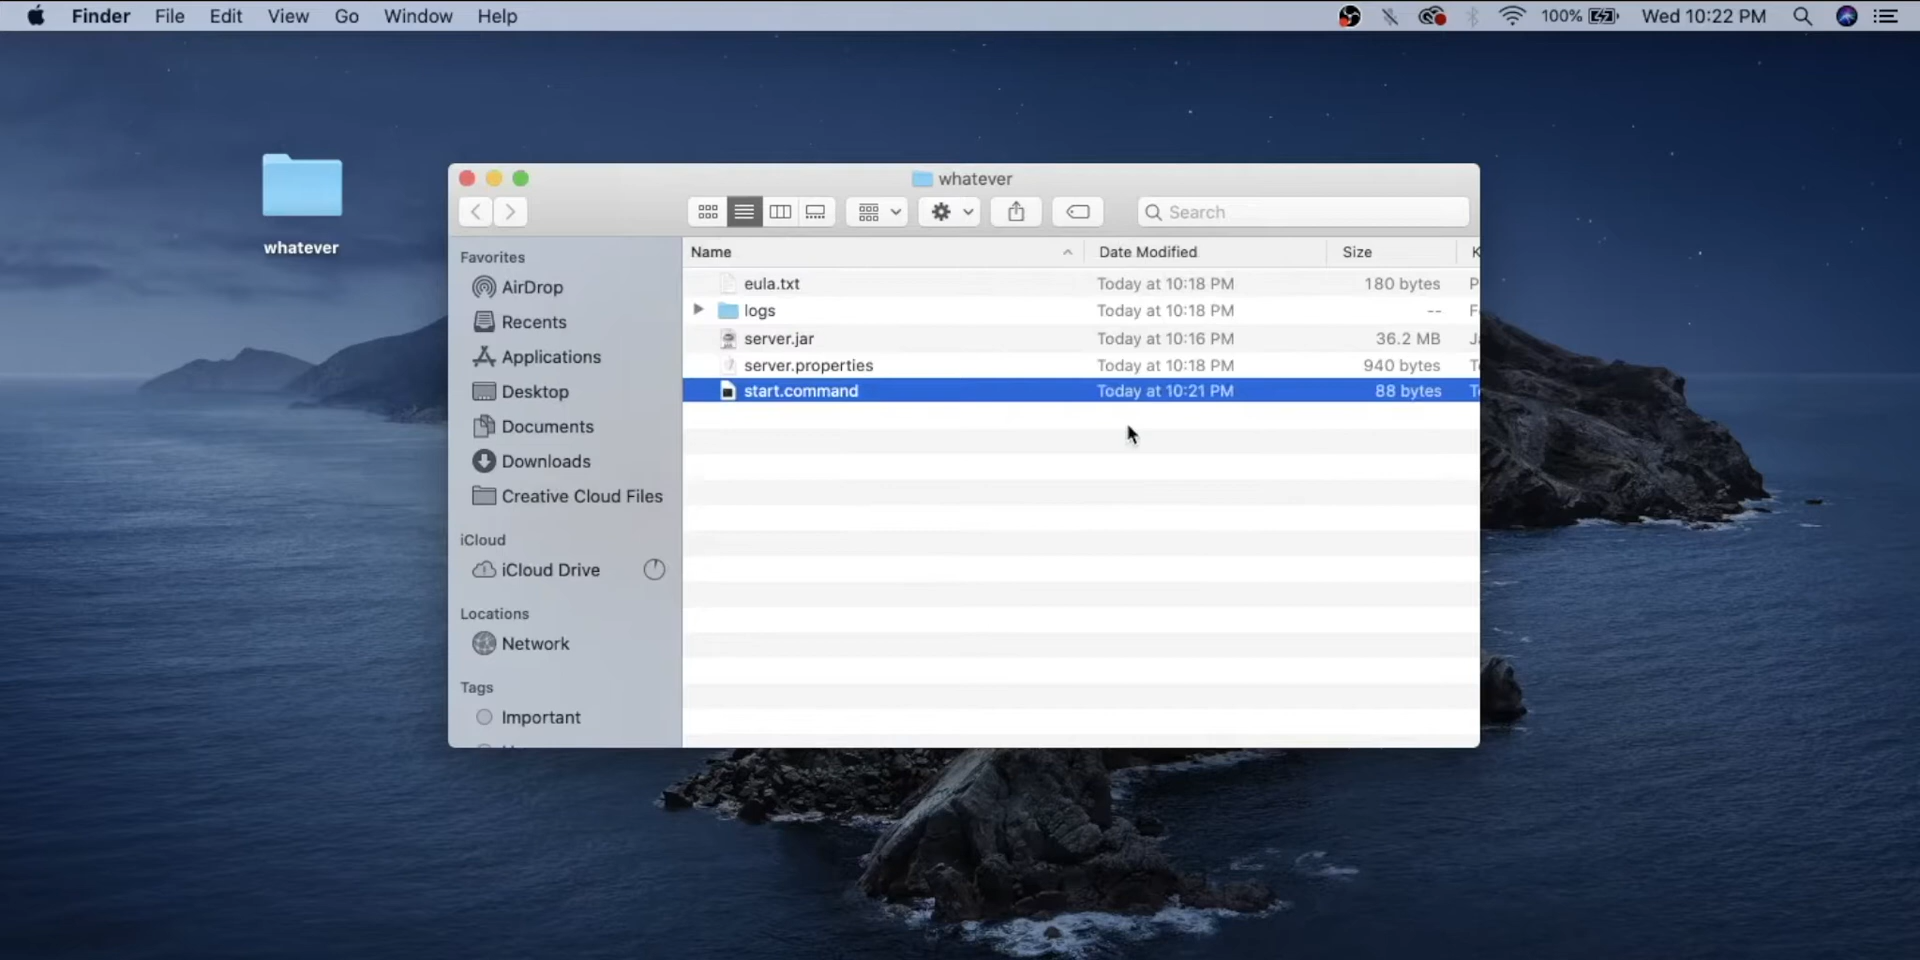 Finder File Edit View Go Window Help 100% Wed 10:22 PM
whatever
whatever
Search
Favorites
AirDrop
Recents
Applications
Desktop
Documents
Downloads
Creative Cloud Files
iCloud
iCloud Drive
Locations
Network
Tags
Important
Name Date Modified Size K
eula.txt Today at 10:18 PM 180 bytes P
logs Today at 10:18 PM -- F
server.jar Today at 10:16 PM 36.2 MB J
server.properties Today at 10:18 PM 940 bytes T
start.command Today at 10:21 PM 88 bytes T